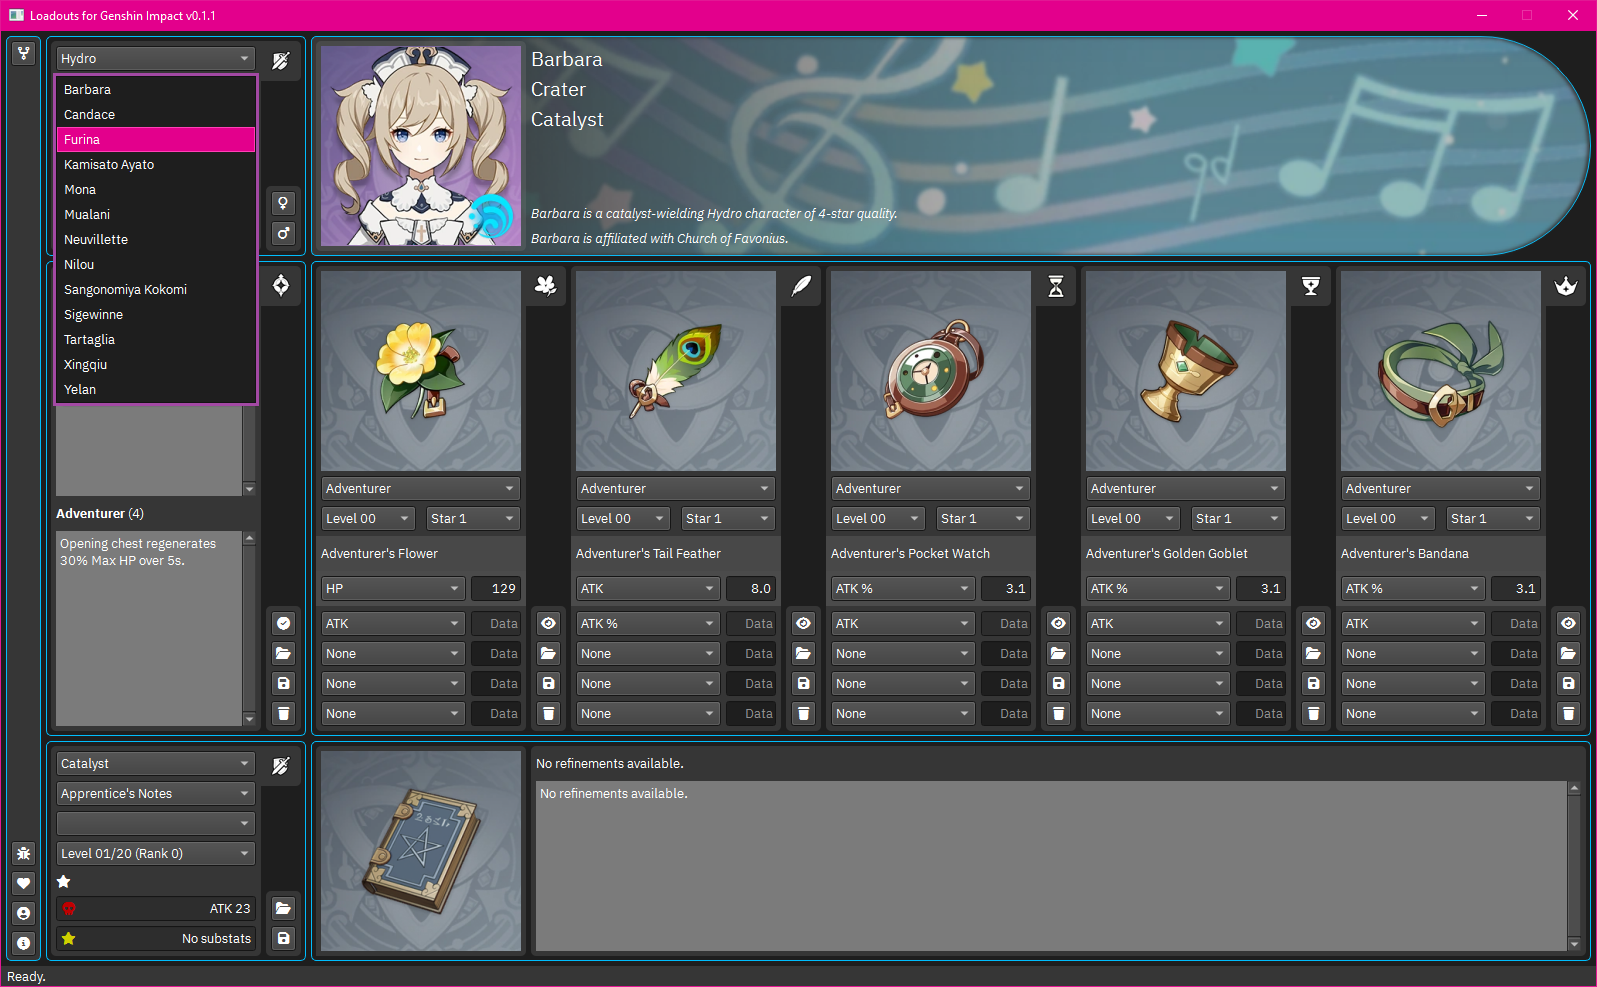 Loadouts for Genshin Impact v0.1.1
Hydro
Barbara
Candace
Furina
Kamisato Ayato
Mona
Mualani
Neuvillette
Nilou
Sangonomiya Kokomi
Sigewinne
Tartaglia
Xingqiu
Yelan
Barbara
Crater
Catalyst
Barbara is a catalyst-wielding Hydro character of 4-star quality.
Barbara is affiliated with Church of Favonius.
Adventurer (4)
Opening chest regenerates
30% Max HP over 5s.
Adventurer
Level 00 Star 1
Adventurer's Flower
HP 129
ATK Data
None Data
None Data
None Data
Adventurer
Level 00 Star 1
Adventurer's Tail Feather
ATK 8.0
ATK % Data
None Data
None Data
None Data
Adventurer
Level 00 Star 1
Adventurer's Pocket Watch
ATK % 3.1
ATK Data
None Data
None Data
None Data
Adventurer
Level 00 Star 1
Adventurer's Golden Goblet
ATK % 3.1
ATK Data
None Data
None Data
None Data
Adventurer
Level 00 Star 1
Adventurer's Bandana
ATK % 3.1
ATK Data
None Data
None Data
None Data
Catalyst
Apprentice's Notes
Level 01/20 (Rank 0)
ATK 23
No substats
No refinements available.
No refinements available.
Ready.